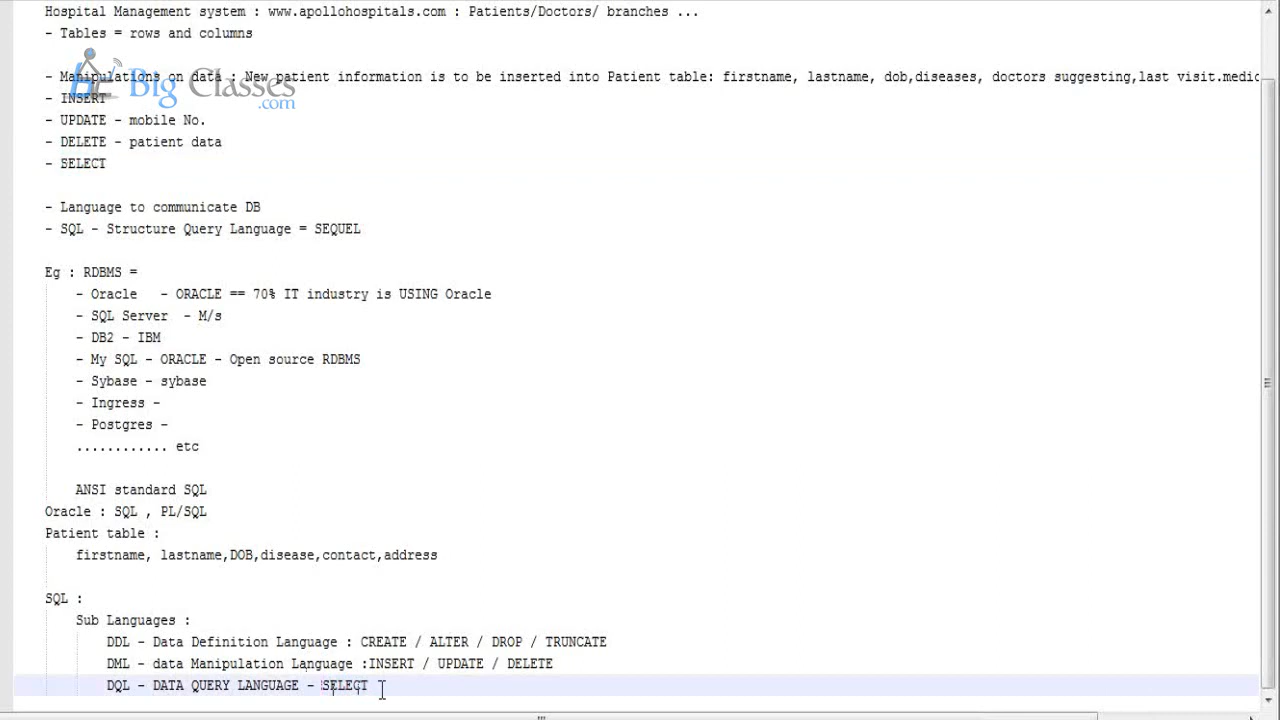 Hospital Management system : www.apollohospitals.com : Patients/Doctors/ branches ...
- Tables = rows and columns
- Manipulations on data : New patient information is to be inserted into Patient table: firstname, lastname, dob,diseases, doctors suggesting,last visit.medic
Big Classes
.com
- INSERT
- UPDATE - mobile No.
- DELETE - patient data
- SELECT
- Language to communicate DB
- SQL - Structure Query Language = SEQUEL
Eg : RDBMS =
- Oracle - ORACLE == 70% IT industry is USING Oracle
- SQL Server - M/s
- DB2 - IBM
- My SQL - ORACLE - Open source RDBMS
- Sybase - sybase
- Ingress -
- Postgres -
............ etc
ANSI standard SQL
Oracle : SQL , PL/SQL
Patient table :
firstname, lastname,DOB,disease,contact,address
SQL :
Sub Languages :
DDL - Data Definition Language : CREATE / ALTER / DROP / TRUNCATE
DML - data Manipulation Language :INSERT / UPDATE / DELETE
DQL - DATA QUERY LANGUAGE - SELECT